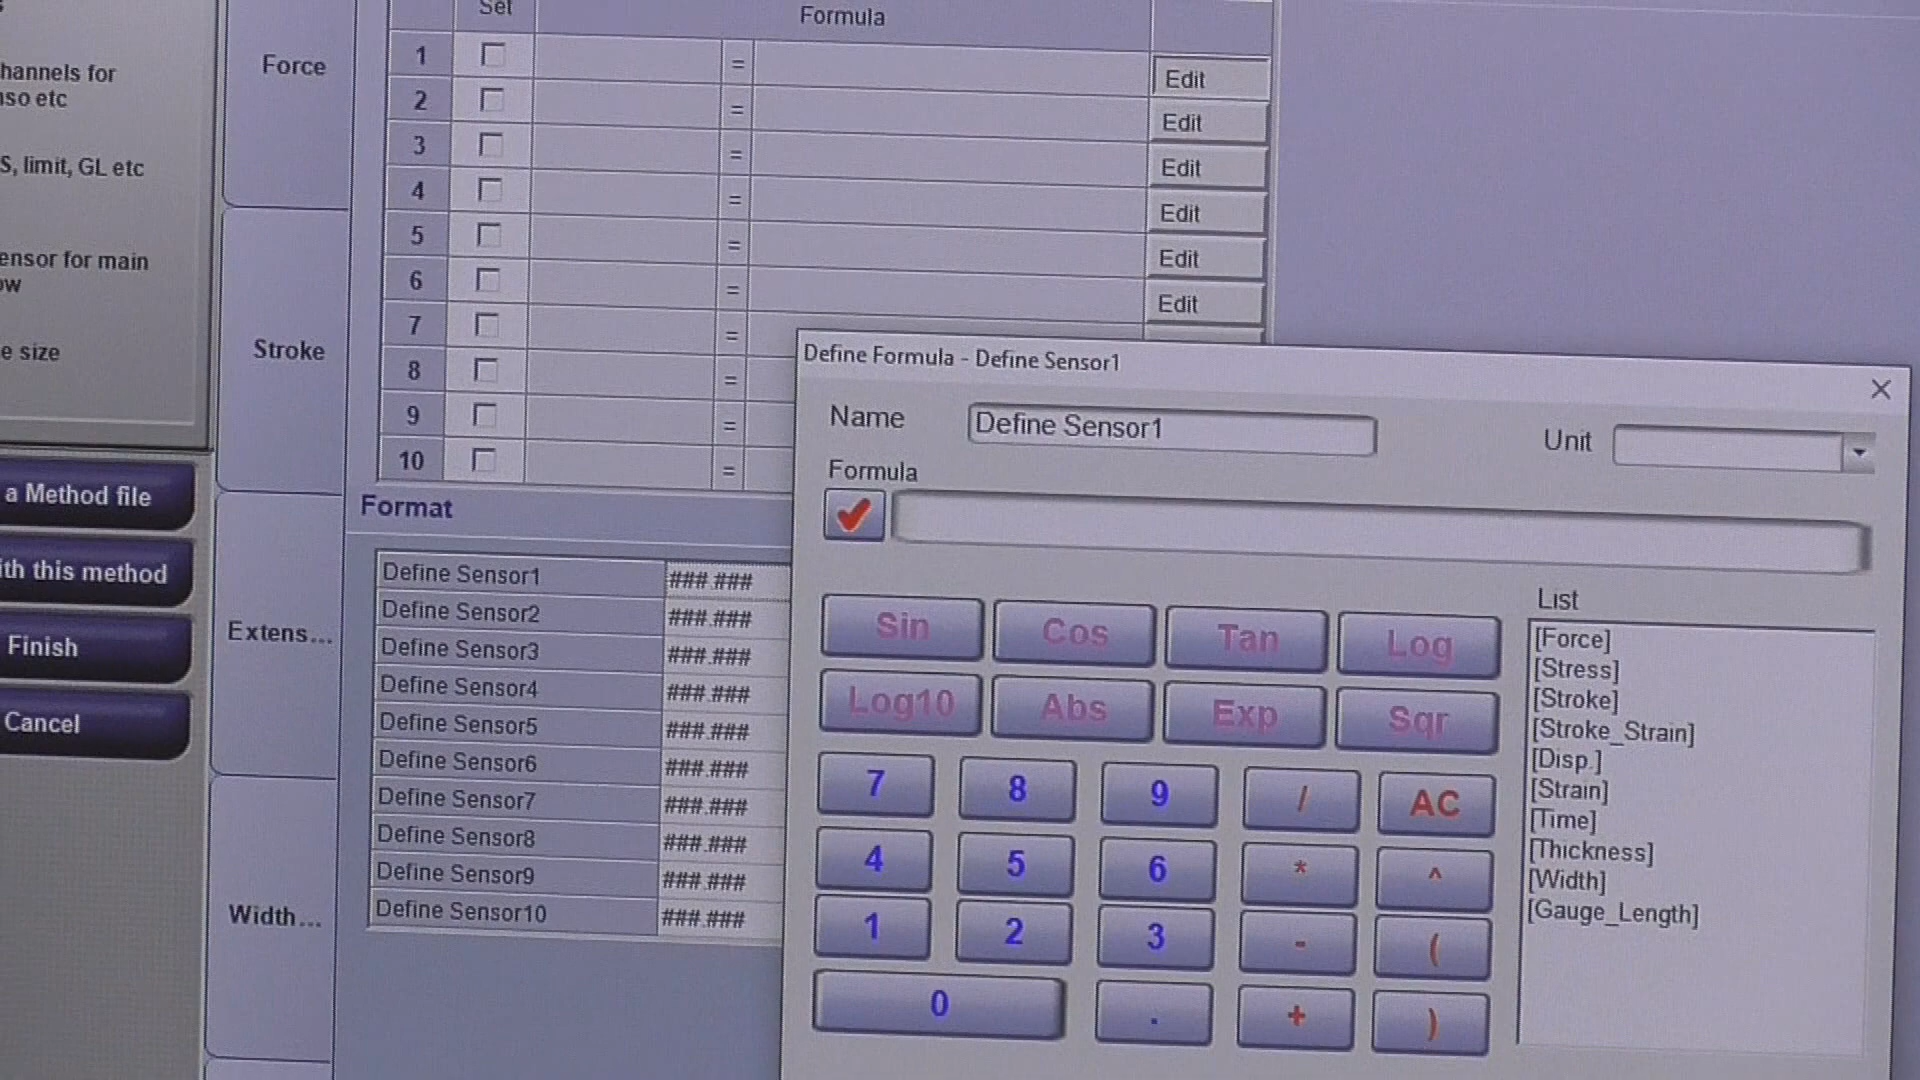 hannels for
nso etc
S, limit, GL etc
ensor for main
ow
e size
a Method file
ith this method
Finish
Cancel
Force
Stroke
Extens...
Width...
Set
Formula
1 = Edit
2 = Edit
3 = Edit
4 = Edit
5 = Edit
6 = Edit
7 =
8 =
9 =
10 =
Format
Define Sensor1 ###.###
Define Sensor2 ###.###
Define Sensor3 ###.###
Define Sensor4 ###.###
Define Sensor5 ###.###
Define Sensor6 ###.###
Define Sensor7 ###.###
Define Sensor8 ###.###
Define Sensor9 ###.###
Define Sensor10 ###.###
Define Formula - Define Sensor1
Name Define Sensor1 Unit
Formula
Sin Cos Tan Log
Log10 Abs Exp Sqr
7 8 9 / AC
4 5 6 * ^
1 2 3 - (
0 . + )
List
[Force]
[Stress]
[Stroke]
[Stroke_Strain]
[Disp.]
[Strain]
[Time]
[Thickness]
[Width]
[Gauge_Length]